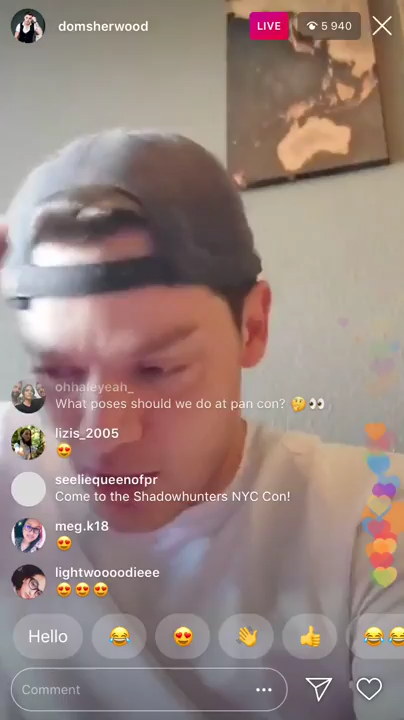 domsherwood
LIVE
5 940
ohhaleyeah_
What poses should we do at pan con? 🤔👀
lizis_2005
😍
seeliequeenofpr
Come to the Shadowhunters NYC Con!
meg.k18
😍
lightwoooodieee
😍😍😍
Hello 😂 😍 👋 👍 😂😂
Comment